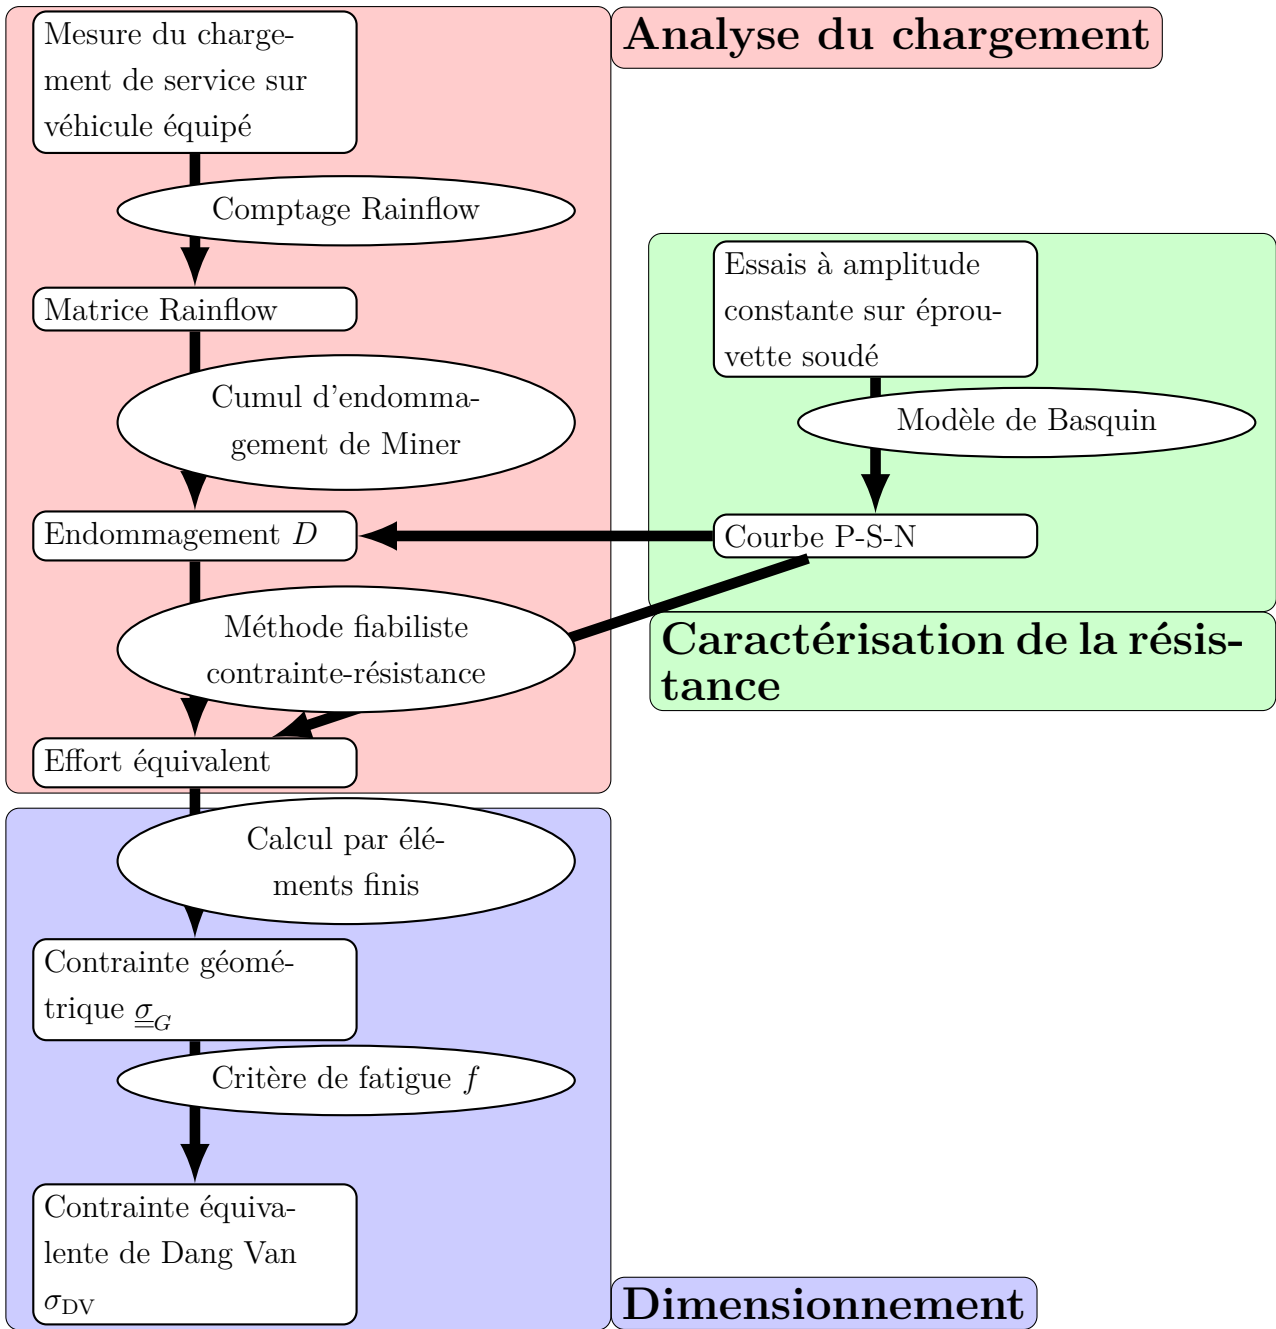 Analyse du chargement
Mesure du charge-
ment de service sur
véhicule équipé
Comptage Rainflow
Matrice Rainflow
Cumul d'endomma-
gement de Miner
Endommagement D
Méthode fiabiliste
contrainte-résistance
Effort équivalent
Essais à amplitude
constante sur éprou-
vette soudé
Modèle de Basquin
Courbe P-S-N
Caractérisation de la résis-
tance
Calcul par élé-
ments finis
Contrainte géomé-
trique σ_G
Critère de fatigue f
Contrainte équiva-
lente de Dang Van
σ_DV
Dimensionnement